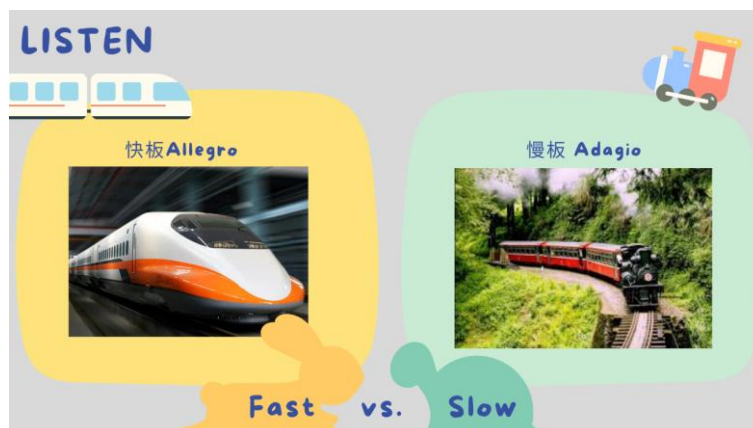 LISTEN
快板Allegro
慢板 Adagio
Fast vs. Slow